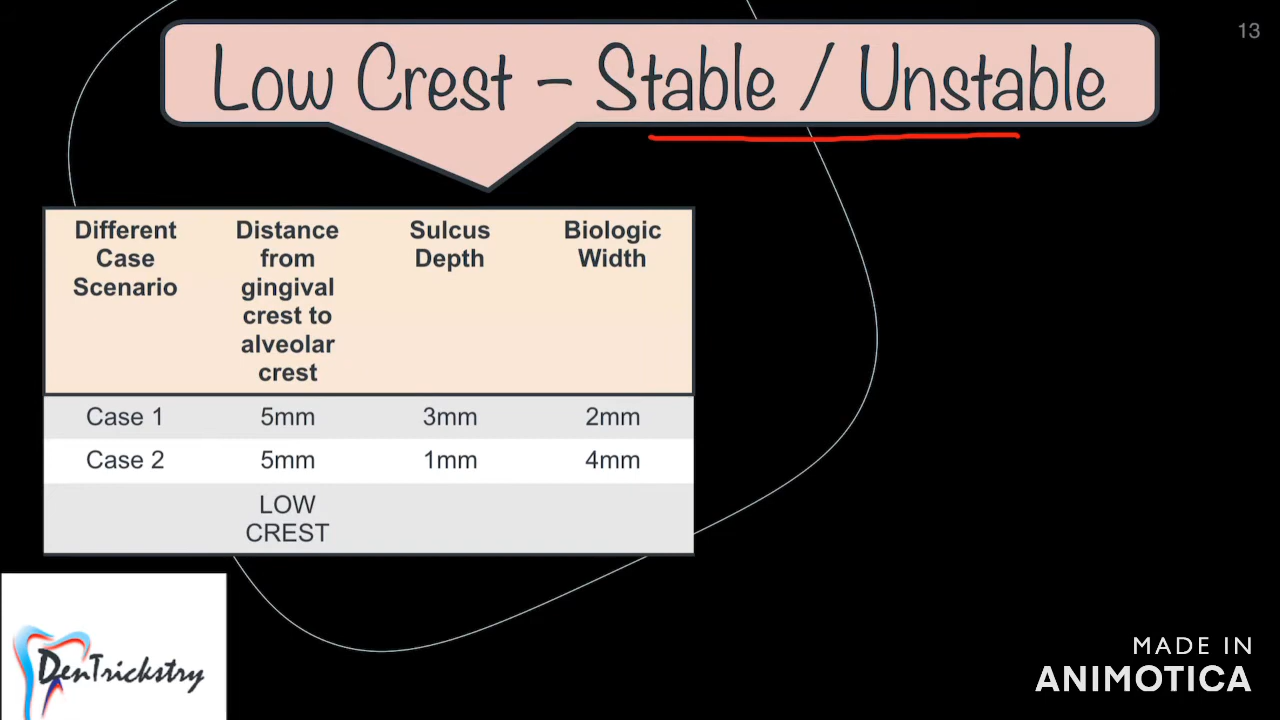 13
Low Crest - Stable / Unstable
Different Case Scenario
Distance from gingival crest to alveolar crest
Sulcus Depth
Biologic Width
Case 1 5mm 3mm 2mm
Case 2 5mm 1mm 4mm
LOW CREST
DenTrickstry
MADE IN
ANIMOTICA